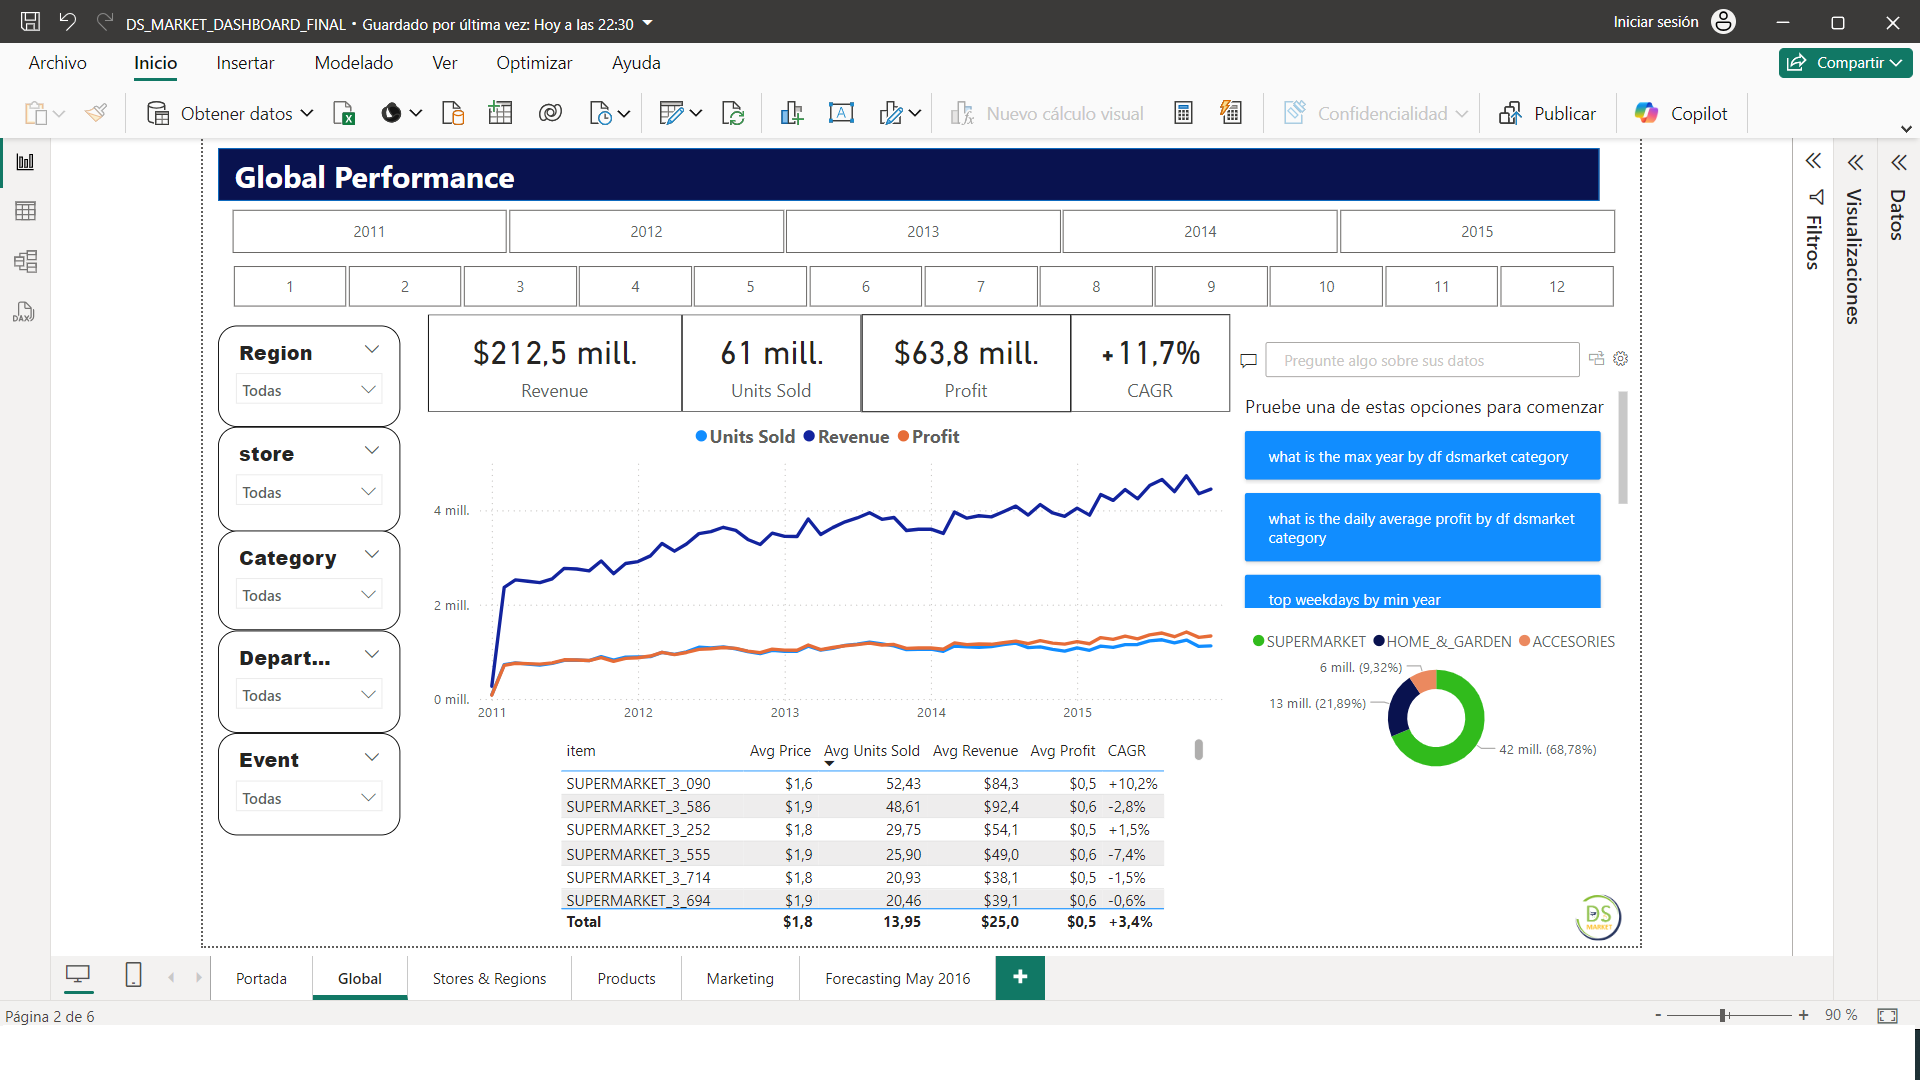 DS_MARKET_DASHBOARD_FINAL • Guardado por última vez: Hoy a las 22:30
Iniciar sesión
Archivo Inicio Insertar Modelado Ver Optimizar Ayuda
Compartir
Obtener datos
Nuevo cálculo visual
Confidencialidad
Publicar
Copilot
DAX
Global Performance
2011 2012 2013 2014 2015
1 2 3 4 5 6 7 8 9 10 11 12
Region
Todas
store
Todas
Category
Todas
Depart...
Todas
Event
Todas
$212,5 mill. 61 mill. $63,8 mill. +11,7%
Revenue Units Sold Profit CAGR
Units Sold Revenue Profit
4 mill.
2 mill.
0 mill.
2011 2012 2013 2014 2015
Pregunte algo sobre sus datos
Pruebe una de estas opciones para comenzar
what is the max year by df dsmarket category
what is the daily average profit by df dsmarket
category
top weekdays by min year
SUPERMARKET HOME_&_GARDEN ACCESORIES
6 mill. (9,32%)
13 mill. (21,89%)
42 mill. (68,78%)
item Avg Price Avg Units Sold Avg Revenue Avg Profit CAGR
SUPERMARKET_3_090 $1,6 52,43 $84,3 $0,5 +10,2%
SUPERMARKET_3_586 $1,9 48,61 $92,4 $0,6 -2,8%
SUPERMARKET_3_252 $1,8 29,75 $54,1 $0,5 +1,5%
SUPERMARKET_3_555 $1,9 25,90 $49,0 $0,6 -7,4%
SUPERMARKET_3_714 $1,8 20,93 $38,1 $0,5 -1,5%
SUPERMARKET_3_694 $1,9 20,46 $39,1 $0,6 -0,6%
Total $1,8 13,95 $25,0 $0,5 +3,4%
DS
MARKET
Filtros
Visualizaciones
Datos
Portada Global Stores & Regions Products Marketing Forecasting May 2016 +
Página 2 de 6
- + 90 %